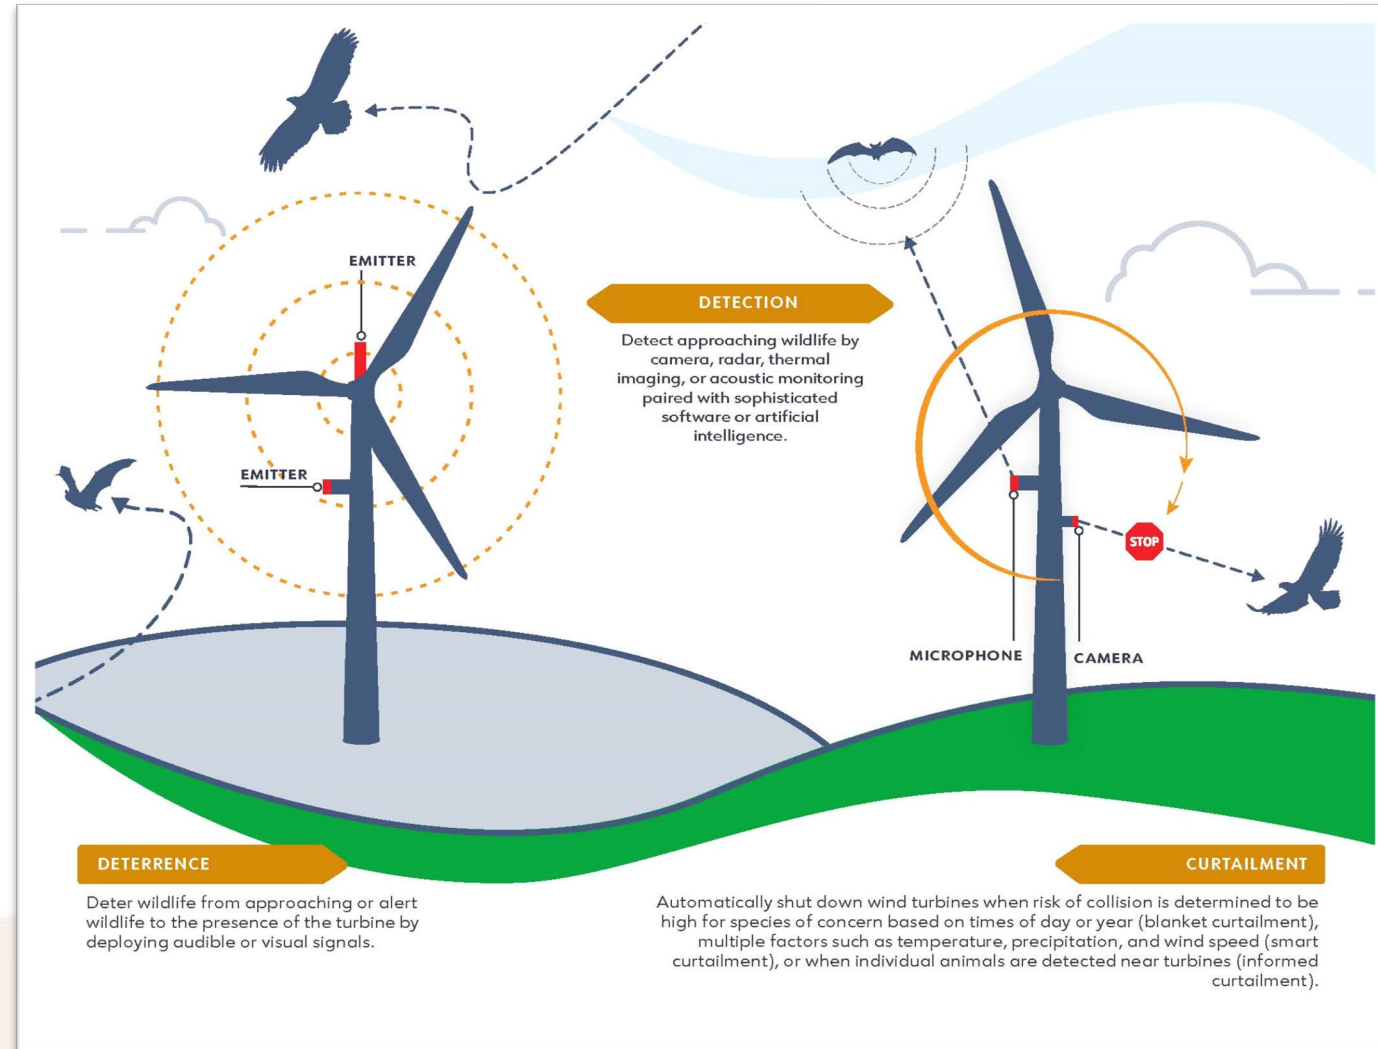 EMITTER
EMITTER
DETECTION
Detect approaching wildlife by
camera, radar, thermal
imaging, or acoustic monitoring
paired with sophisticated
software or artificial
intelligence.
STOP
MICROPHONE
CAMERA
DETERRENCE
Deter wildlife from approaching or alert
wildlife to the presence of the turbine by
deploying audible or visual signals.
CURTAILMENT
Automatically shut down wind turbines when risk of collision is determined to be
high for species of concern based on times of day or year (blanket curtailment),
multiple factors such as temperature, precipitation, and wind speed (smart
curtailment), or when individual animals are detected near turbines (informed
curtailment).